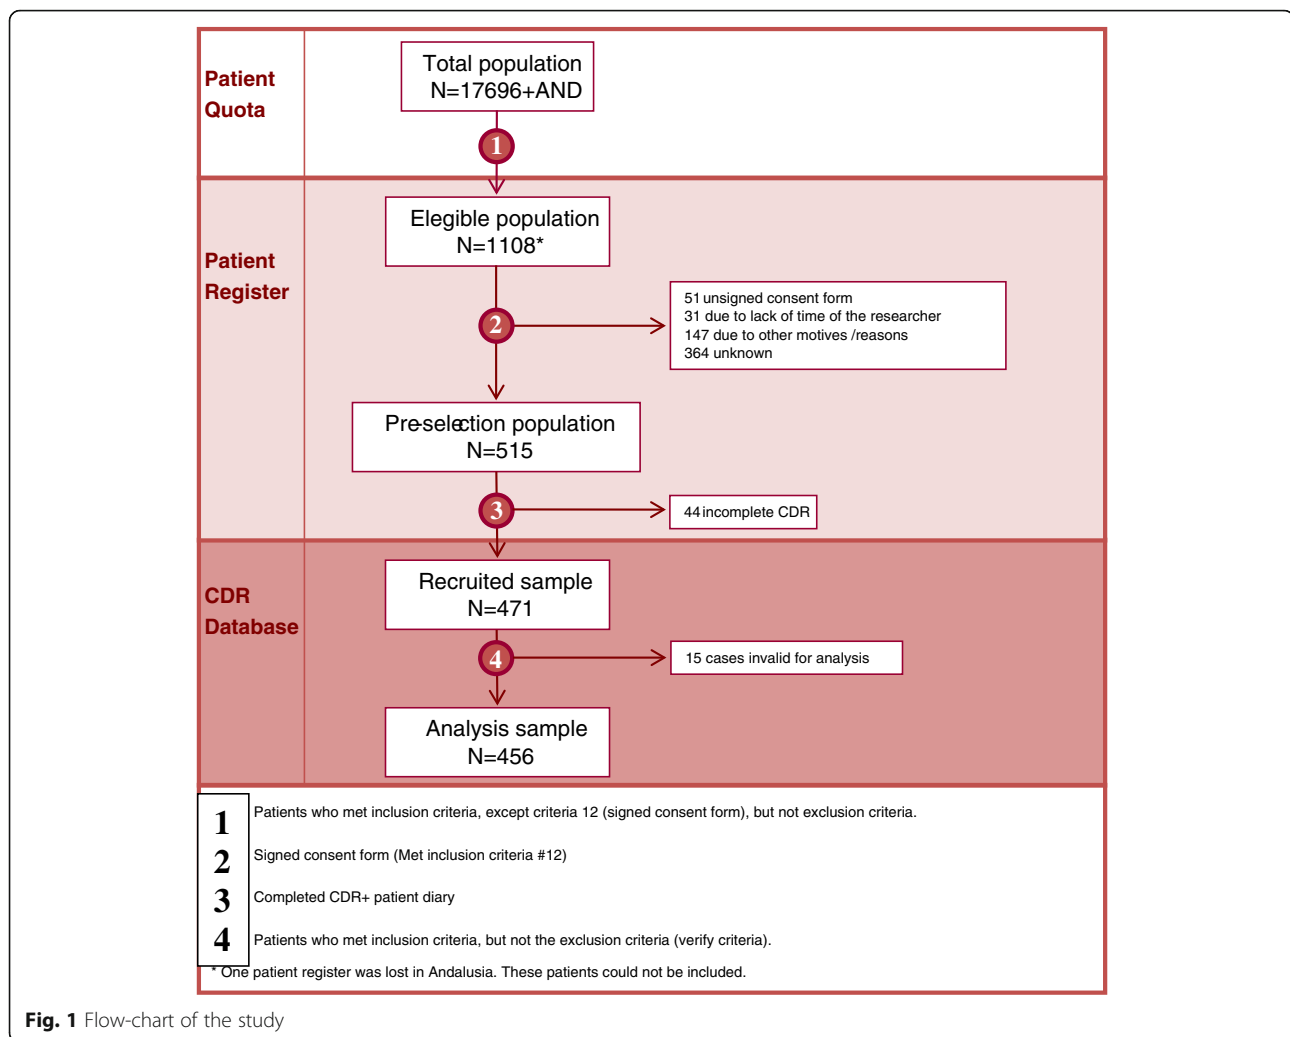 Patient
Quota
Total population
N=17696+AND
1
Patient
Register
Elegible population
N=1108*
2
51 unsigned consent form
31 due to lack of time of the researcher
147 due to other motives /reasons
364 unknown
Pre-selection population
N=515
3
44 incomplete CDR
CDR
Database
Recruited sample
N=471
4
15 cases invalid for analysis
Analysis sample
N=456
1 Patients who met inclusion criteria, except criteria 12 (signed consent form), but not exclusion criteria.
2 Signed consent form (Met inclusion criteria #12)
3 Completed CDR+ patient diary
4 Patients who met inclusion criteria, but not the exclusion criteria (verify criteria).
* One patient register was lost in Andalusia. These patients could not be included.
Fig. 1 Flow-chart of the study